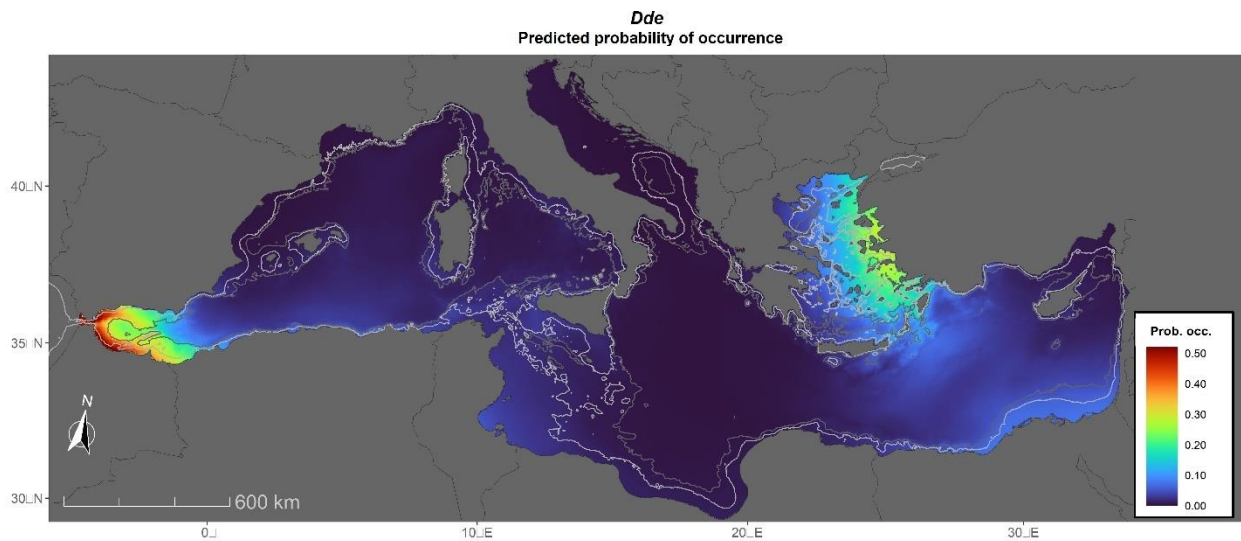 Dde
Predicted probability of occurrence
40□N
35□N
30□N
N
600 km
0□
10□E
20□E
30□E
Prob. occ.
0.50
0.40
0.30
0.20
0.10
0.00